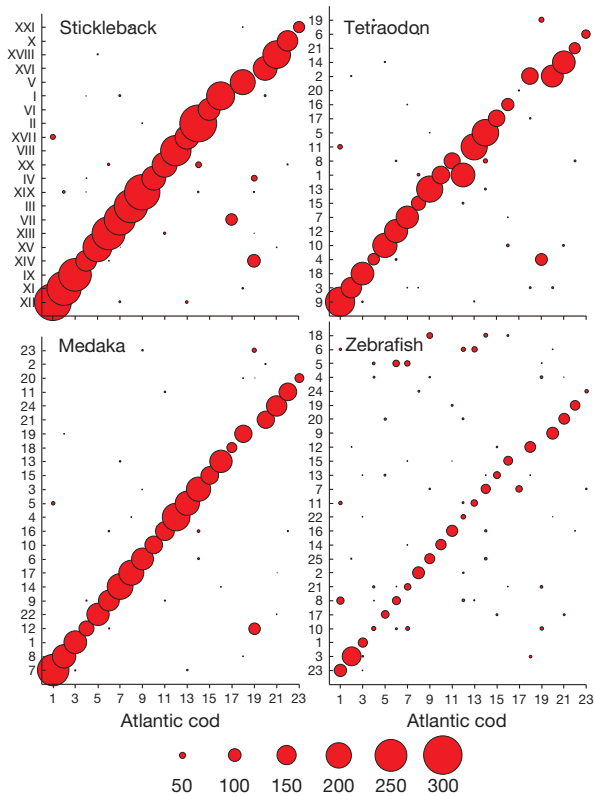 Stickleback
XXI
X
XVIII
XVI
V
I
VI
II
XVII
VIII
XX
IV
XIX
III
VII
XIII
XV
XIV
IX
XI
XII
Tetraodon
19
6
21
14
2
20
16
17
5
11
8
1
13
15
7
12
10
4
18
3
9
Medaka
23
2
20
11
24
21
19
18
13
15
3
5
4
16
10
6
17
14
9
22
12
1
8
7
1 3 5 7 9 11 13 15 17 19 21 23
Atlantic cod
Zebrafish
18
6
5
4
24
19
20
9
12
15
13
7
11
22
16
14
25
2
21
8
17
10
1
3
23
1 3 5 7 9 11 13 15 17 19 21 23
Atlantic cod
50 100 150 200 250 300